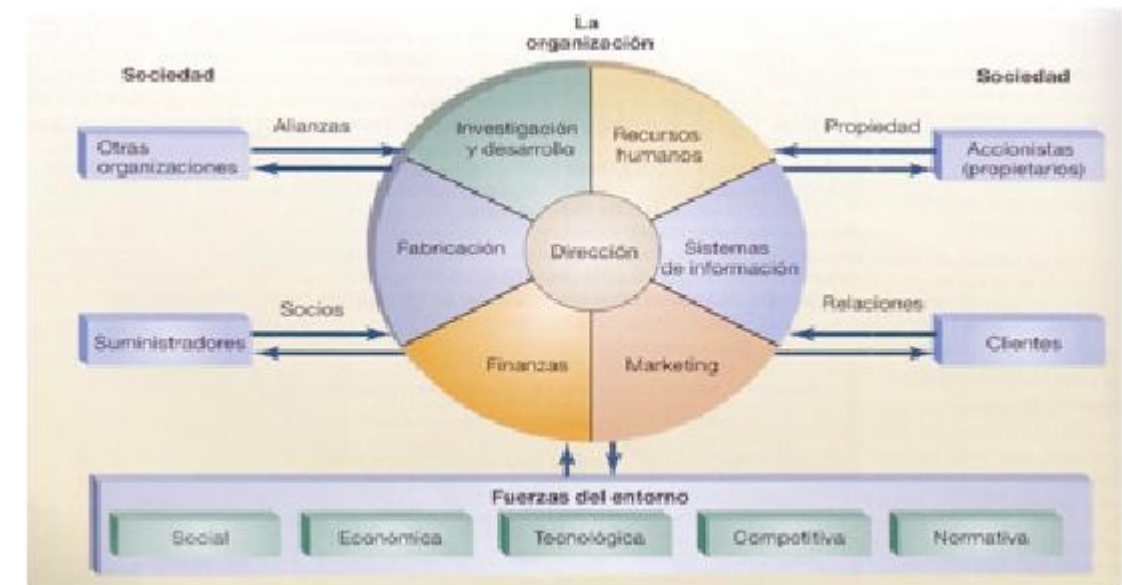 La
organización
Sociedad
Sociedad
Alianzas
Propiedad
Otras
organizaciones
Investigación
y desarrollo
Recursos
humanos
Accionistas
(propietarios)
Fabricación
Dirección
Sistemas
de información
Socios
Relaciones
Suministradores
Clientes
Finanzas
Marketing
Fuerzas del entorno
Social
Económica
Tecnológica
Competitiva
Normativa